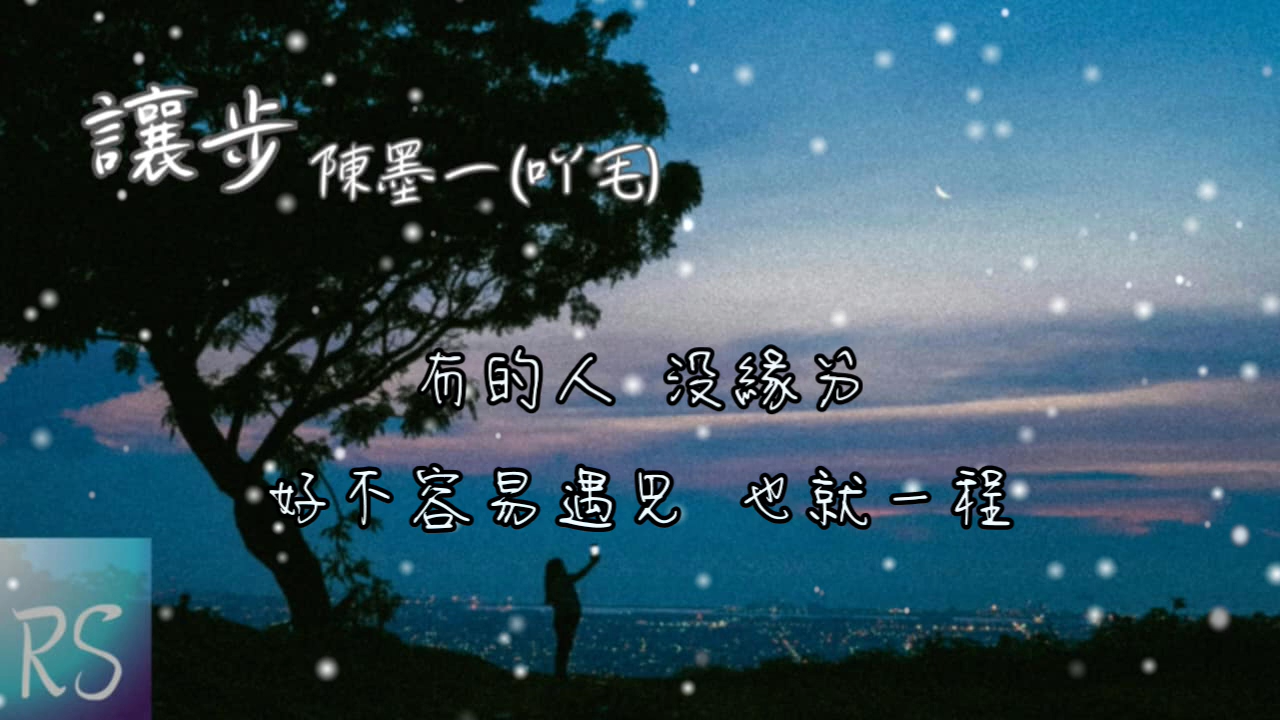 讓步 陳墨一(吖毛)
有的人 没緣分
好不容易遇見 也就一程
RS